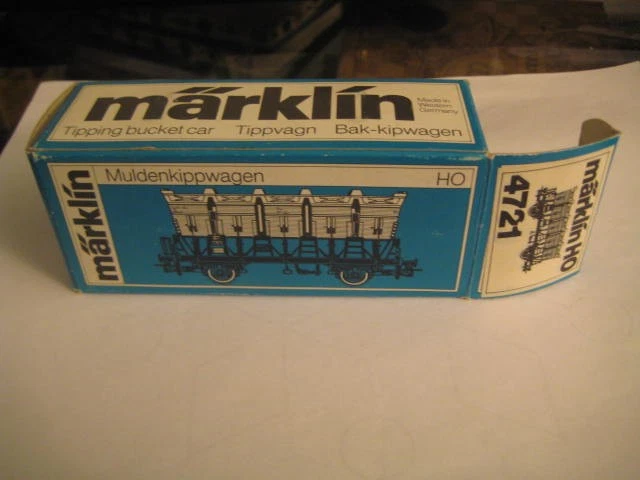 märklin
Made in
Western
Germany
Tipping bucket car Tippvagn Bak-kipwagen
märklin
Muldenkippwagen HO
märklin HO
4721